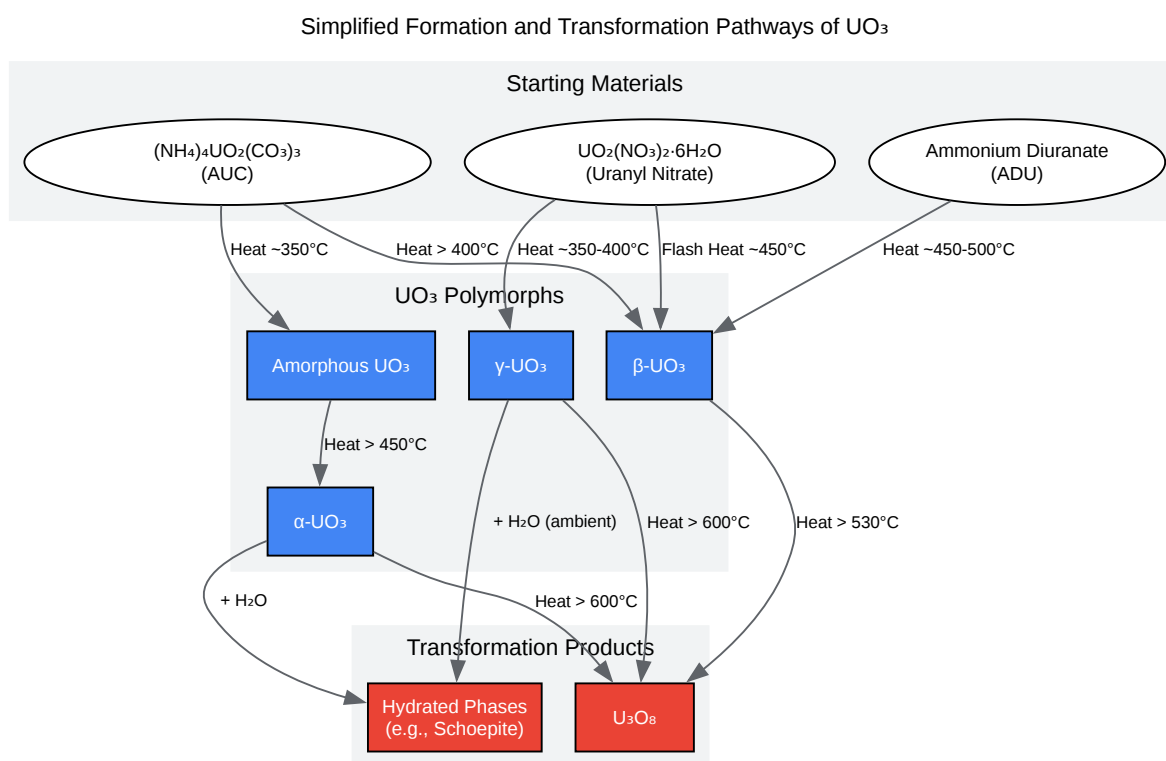 Simplified Formation and Transformation Pathways of UO₃
Starting Materials
(NH₄)₄UO₂(CO₃)₃
(AUC)
UO₂(NO₃)₂·6H₂O
(Uranyl Nitrate)
Ammonium Diuranate
(ADU)
Heat ~350°C
Heat > 400°C
Heat ~350-400°C
Flash Heat ~450°C
Heat ~450-500°C
UO₃ Polymorphs
Amorphous UO₃
γ-UO₃
β-UO₃
Heat > 450°C
α-UO₃
+ H₂O (ambient)
Heat > 600°C
Heat > 530°C
+ H₂O
Heat > 600°C
Transformation Products
Hydrated Phases
(e.g., Schoepite)
U₃O₈